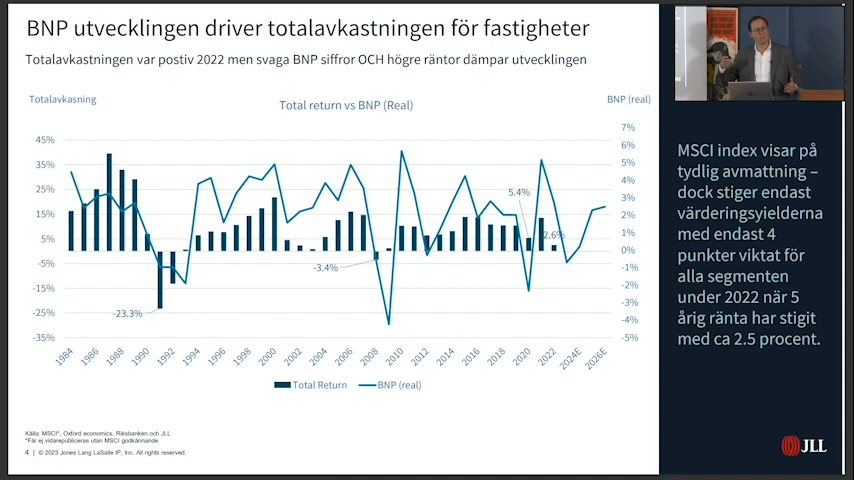 BNP utvecklingen driver totalavkastningen för fastigheter
Totalavkastningen var postiv 2022 men svaga BNP siffror OCH högre räntor dämpar utvecklingen
Totalavkasning
Total return vs BNP (Real)
BNP (real)
45%
35%
25%
15%
5%
-5%
-15%
-25%
-35%
7%
6%
5%
4%
3%
2%
1%
0%
-1%
-2%
-3%
-4%
-5%
-23.3%
-3.4%
5.4%
2.6%
1984
1986
1988
1990
1992
1994
1996
1998
2000
2002
2004
2006
2008
2010
2012
2014
2016
2018
2020
2022
2024E
2026E
Total Return
BNP (real)
Källa: MSCI*, Oxford economics, Riksbanken och JLL
*Får ej vidarepubliceras utan MSCI godkännande
4 | © 2023 Jones Lang LaSalle IP, Inc. All rights reserved.
MSCI index visar på
tydlig avmattning –
dock stiger endast
värderingsyielderna
med endast 4
punkter viktat för
alla segmenten
under 2022 när 5
årig ränta har stigit
med ca 2.5 procent.
JLL